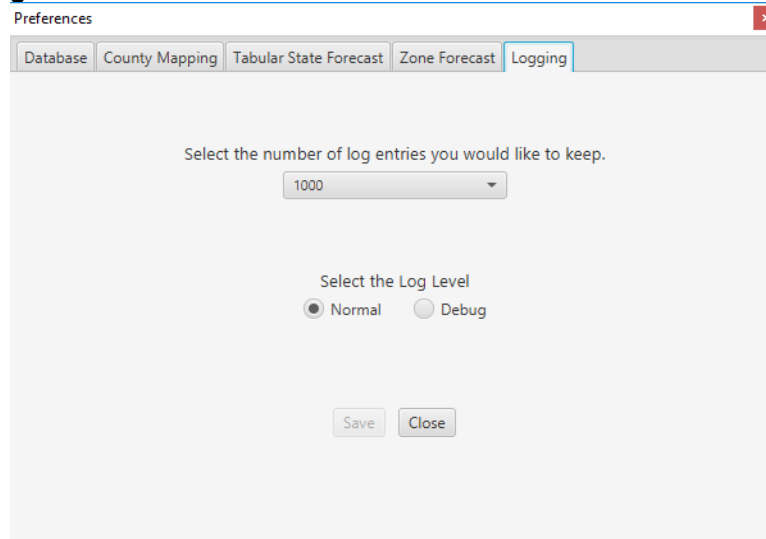 Preferences
Database County Mapping Tabular State Forecast Zone Forecast Logging
Select the number of log entries you would like to keep.
1000
Select the Log Level
Normal Debug
Save Close